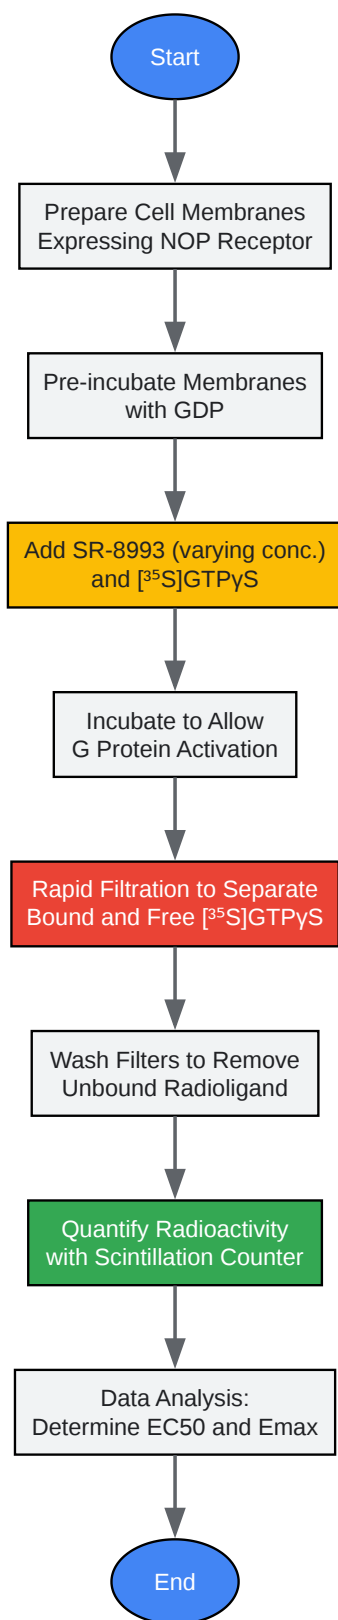 Start
Prepare Cell Membranes
Expressing NOP Receptor
Pre-incubate Membranes
with GDP
Add SR-8993 (varying conc.)
and [³⁵S]GTPγS
Incubate to Allow
G Protein Activation
Rapid Filtration to Separate
Bound and Free [³⁵S]GTPγS
Wash Filters to Remove
Unbound Radioligand
Quantify Radioactivity
with Scintillation Counter
Data Analysis:
Determine EC50 and Emax
End